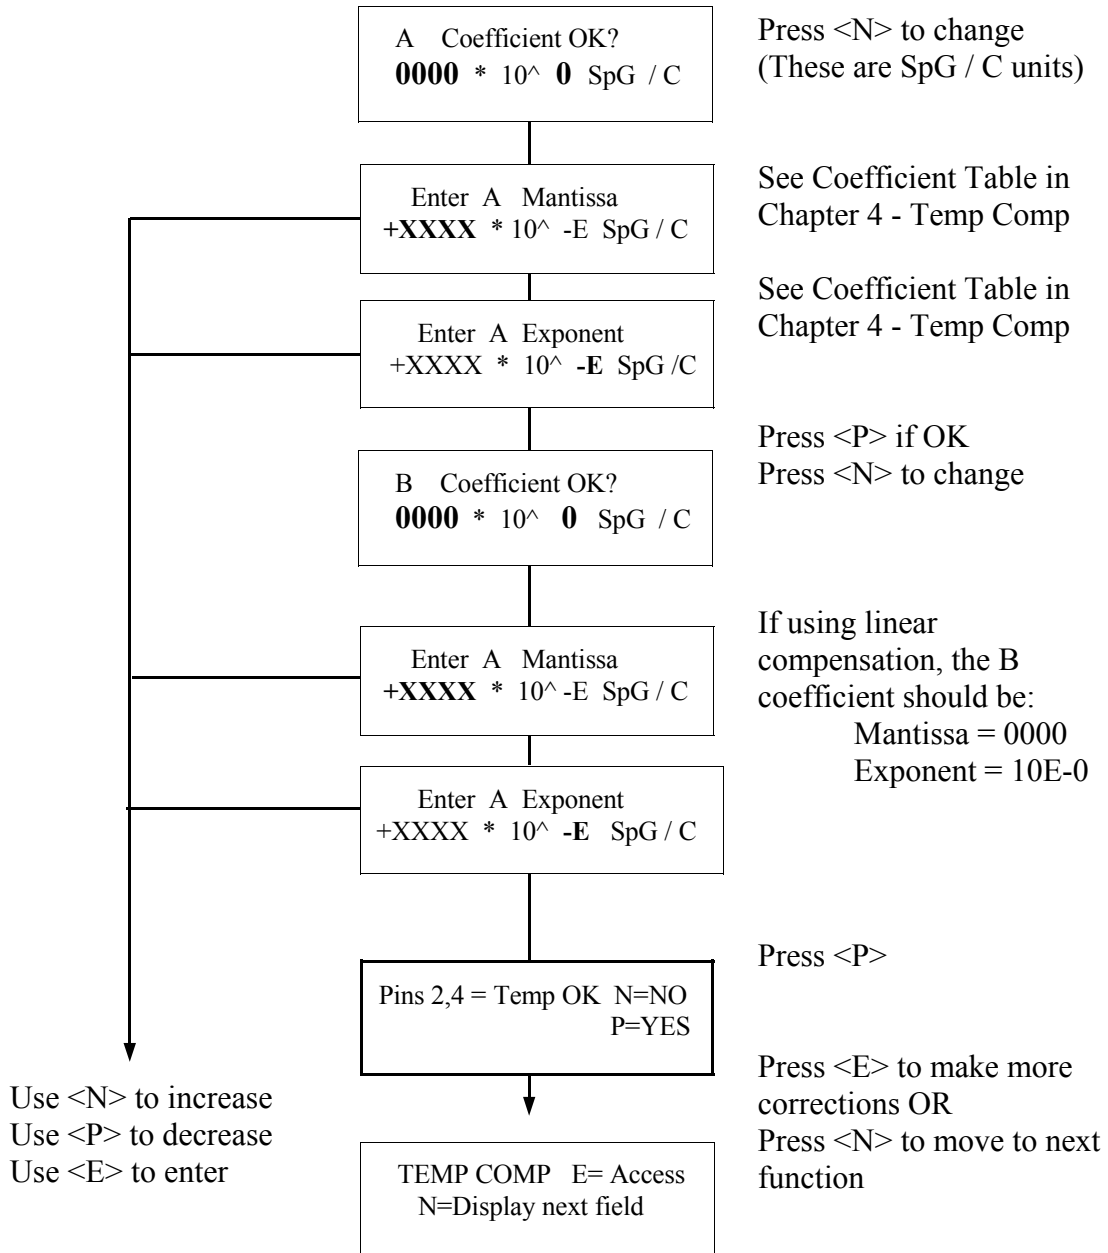 A Coefficient OK?
0000 * 10^ 0 SpG / C
Press <N> to change
(These are SpG / C units)
Enter A Mantissa
+XXXX * 10^ -E SpG / C
See Coefficient Table in
Chapter 4 - Temp Comp
Enter A Exponent
+XXXX * 10^ -E SpG /C
See Coefficient Table in
Chapter 4 - Temp Comp
B Coefficient OK?
0000 * 10^ 0 SpG / C
Press <P> if OK
Press <N> to change
Enter A Mantissa
+XXXX * 10^ -E SpG / C
If using linear
compensation, the B
coefficient should be:
Mantissa = 0000
Exponent = 10E-0
Enter A Exponent
+XXXX * 10^ -E SpG / C
Pins 2,4 = Temp OK N=NO
P=YES
Press <P>
Use <N> to increase
Use <P> to decrease
Use <E> to enter
TEMP COMP E= Access
N=Display next field
Press <E> to make more
corrections OR
Press <N> to move to next
function